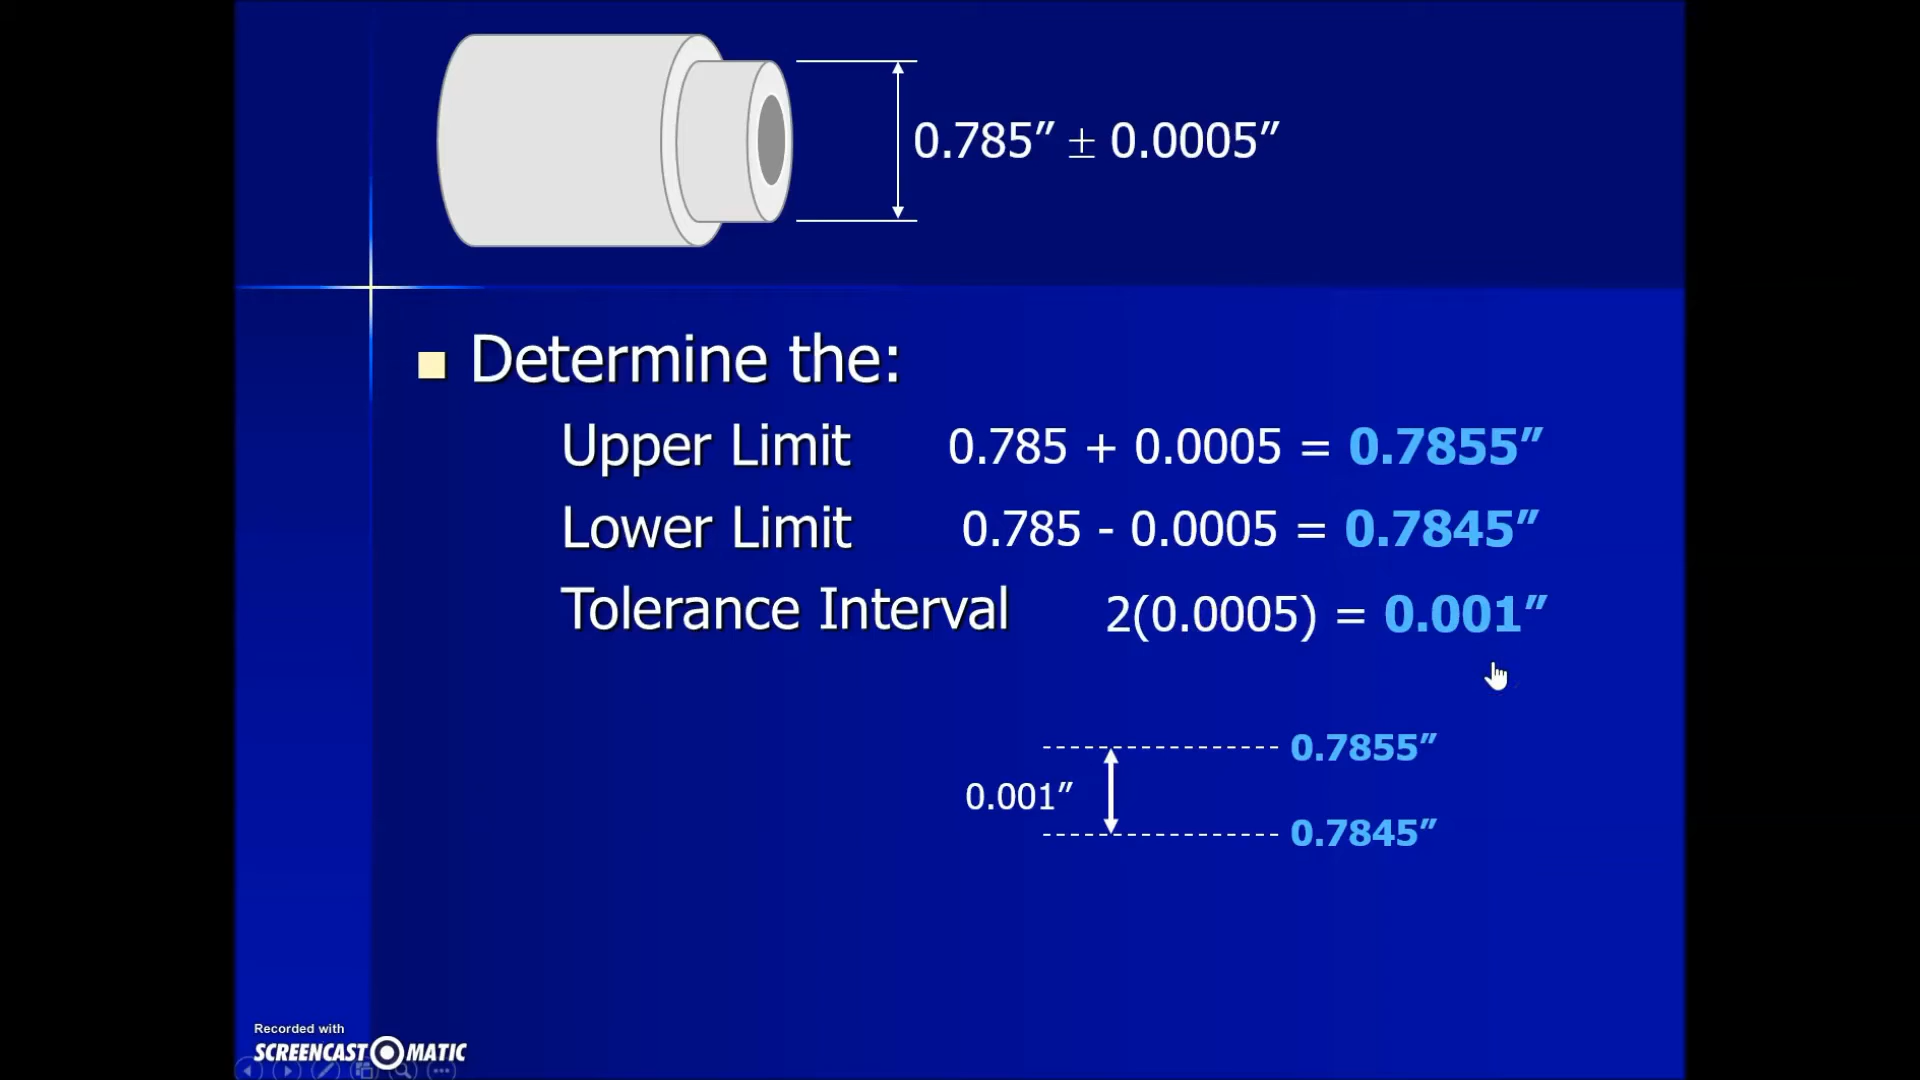 0.785” ± 0.0005”
Determine the:
Upper Limit 0.785 + 0.0005 = 0.7855”
Lower Limit 0.785 - 0.0005 = 0.7845”
Tolerance Interval 2(0.0005) = 0.001”
0.7855”
0.001”
0.7845”
Recorded with
SCREENCAST MATIC